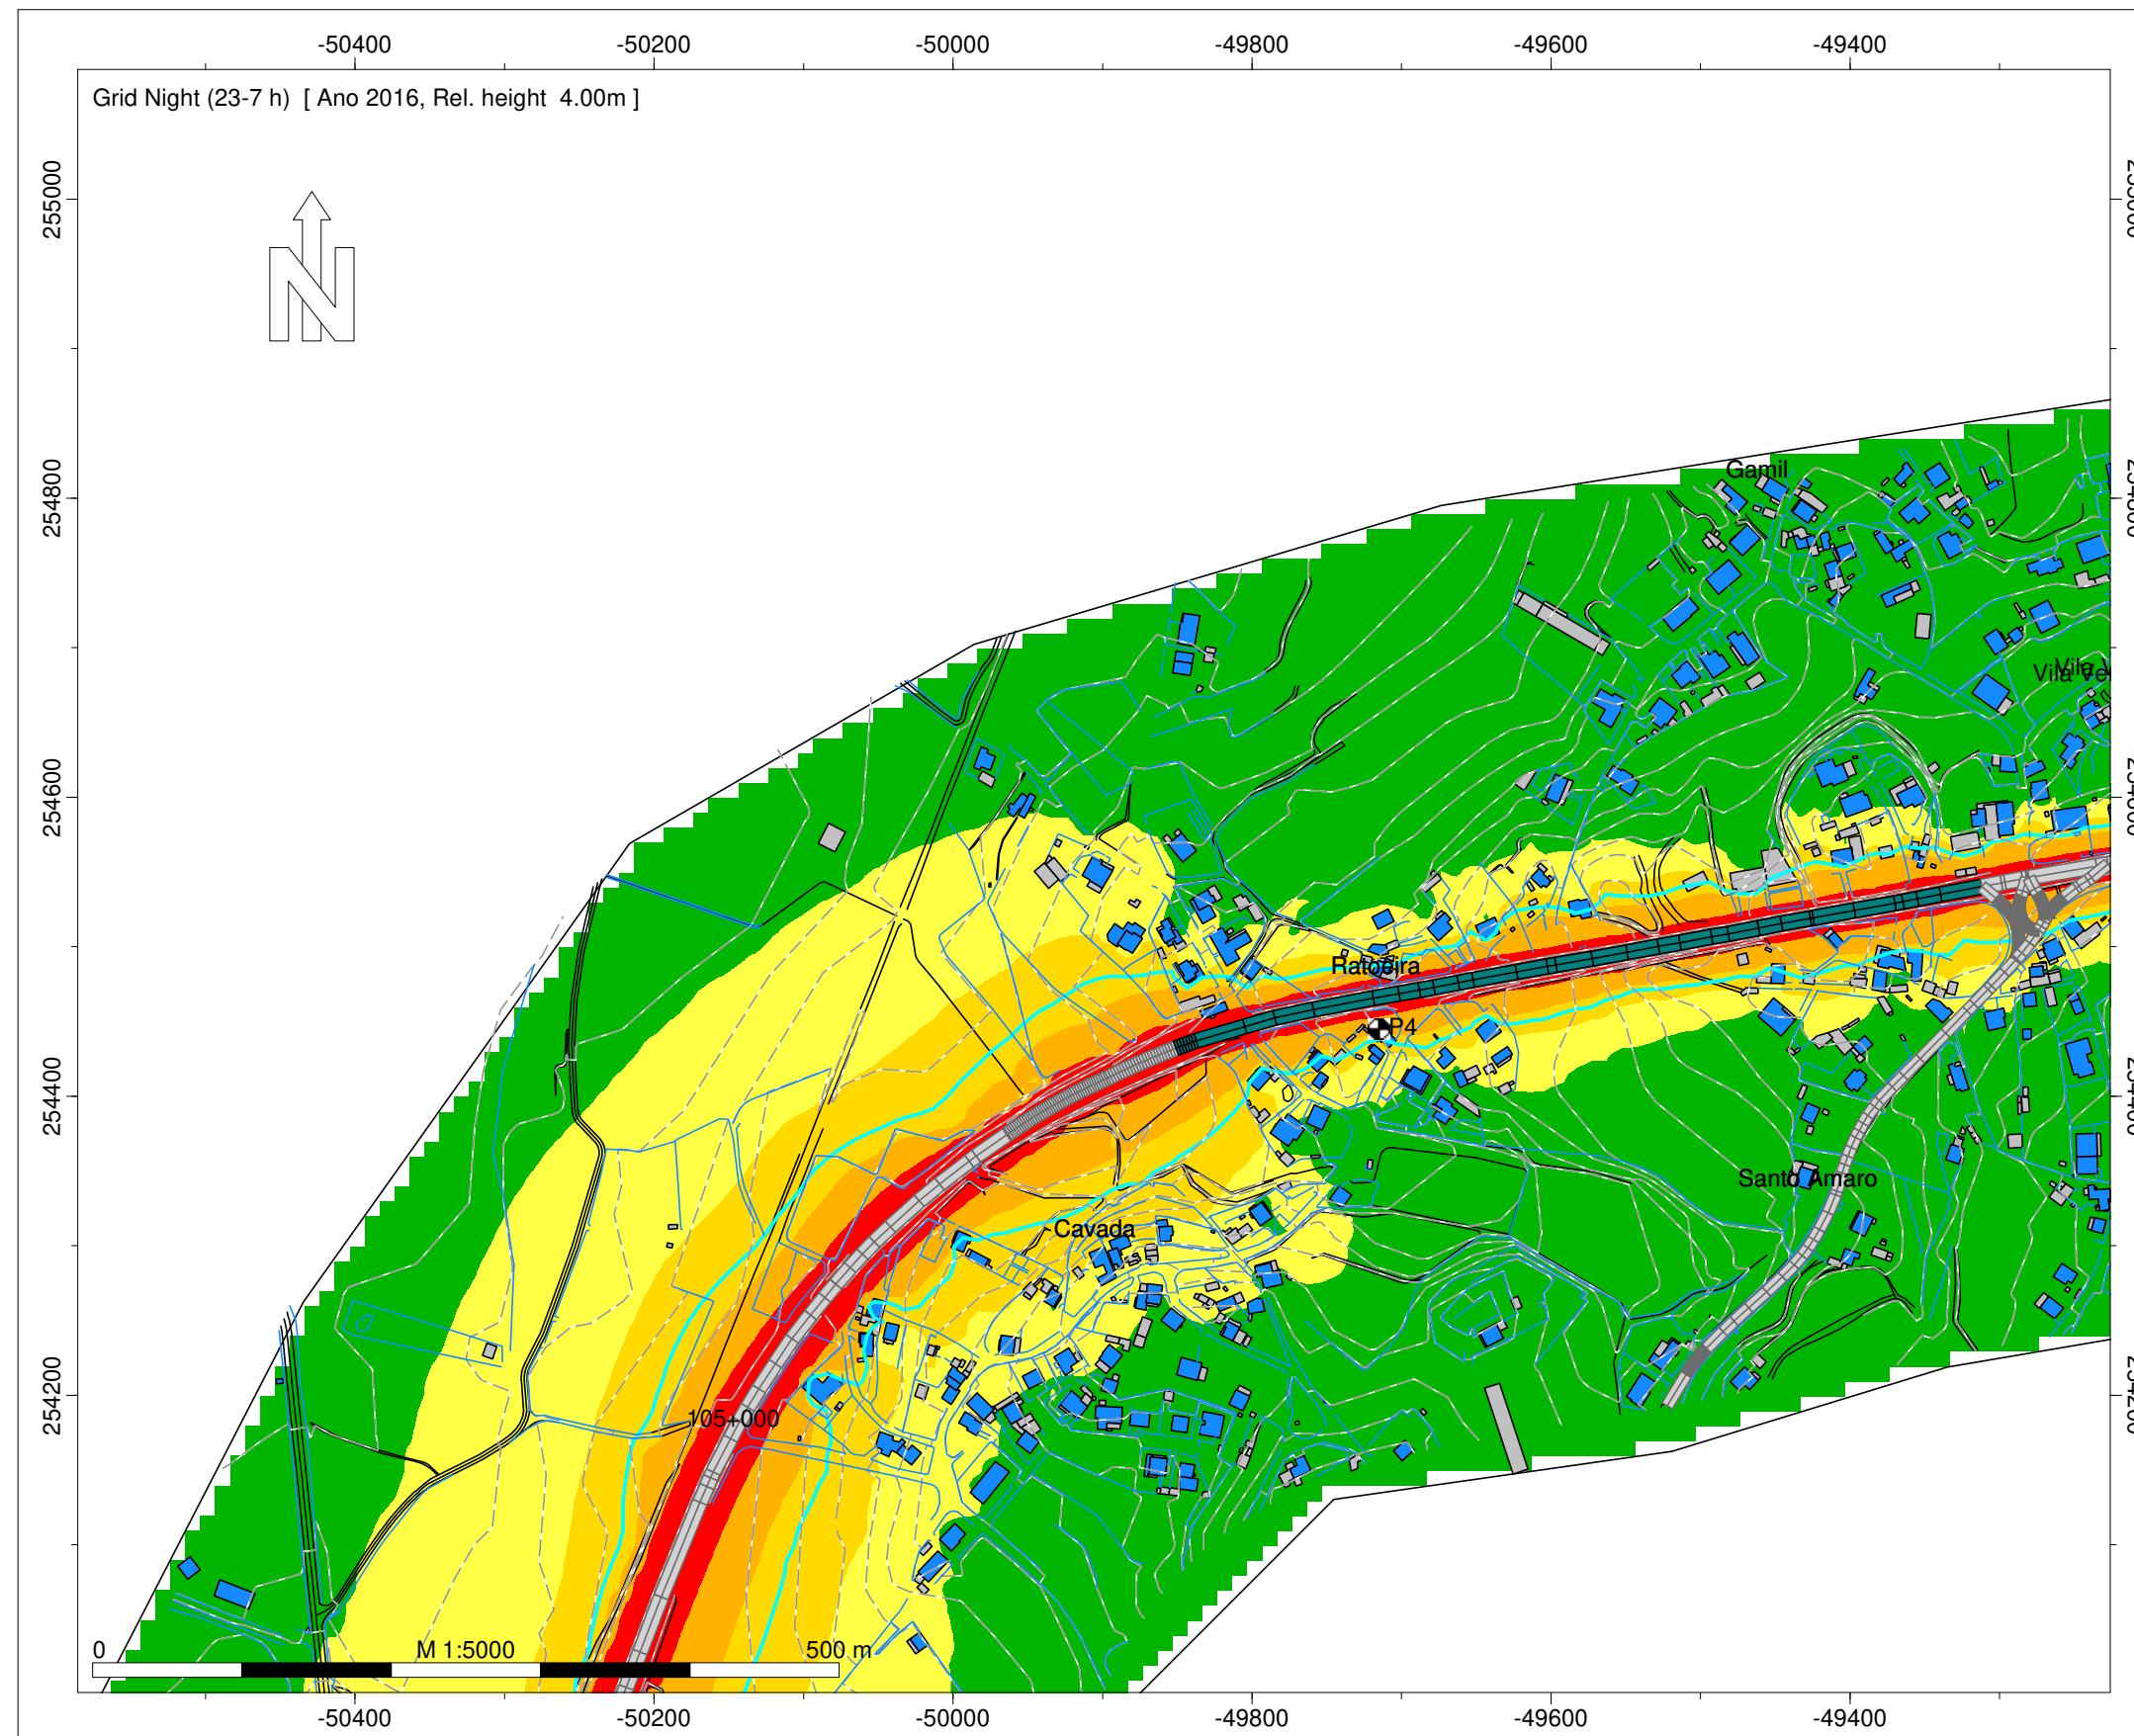 -50400 -50200 -50000 -49800 -49600 -49400
Grid Night (23-7 h) [ Ano 2016, Rel. height 4.00m ]
255000
N
254800
Gamil
254600
Ratoeira
P4
254400
Santo Amaro
Cavada
254200
105+000
0 M 1:5000 500 m
-50400 -50200 -50000 -49800 -49600 -49400